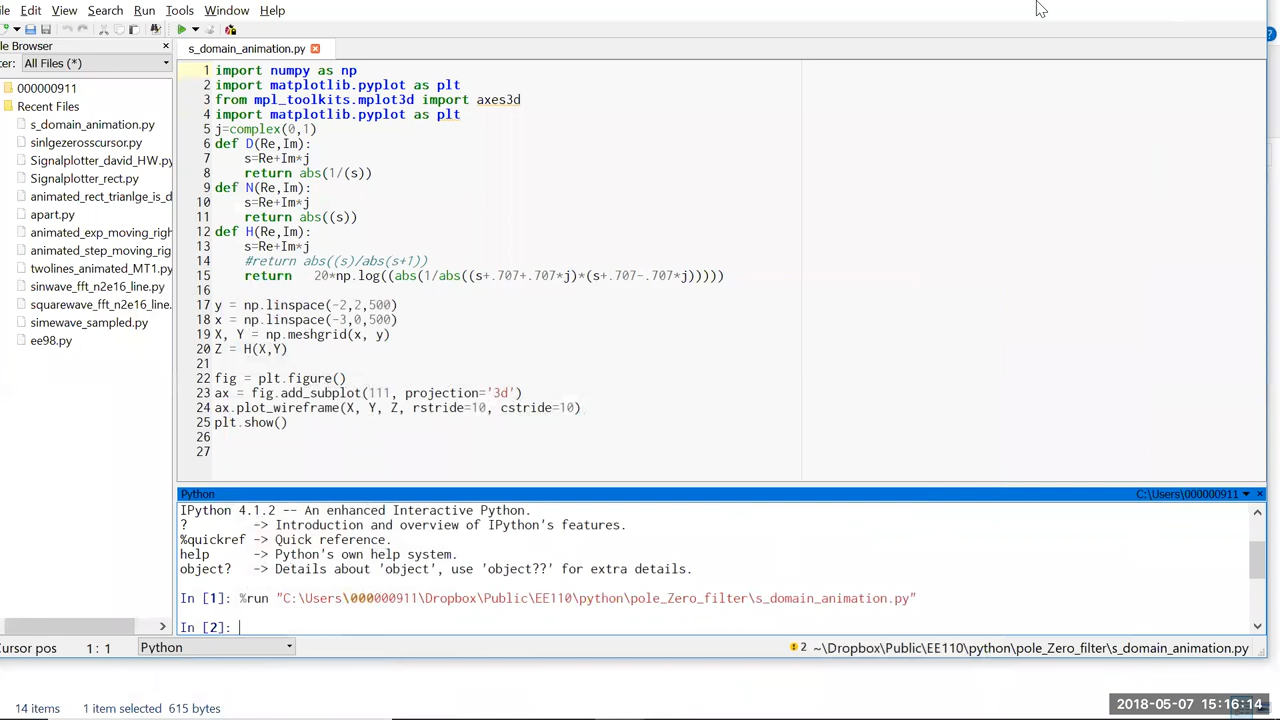 ile Edit View Search Run Tools Window Help
s_domain_animation.py
le Browser
ter: All Files (*)
000000911
Recent Files
s_domain_animation.py
sinlgezerosscursor.py
Signalplotter_david_HW.py
Signalplotter_rect.py
animated_rect_trianlge_is_d
apart.py
animated_exp_moving_righ
animated_step_moving_rig
twolines_animated_MT1.py
sinwave_fft_n2e16_line.py
squarewave_fft_n2e16_line.
simewave_sampled.py
ee98.py
1 import numpy as np
2 import matplotlib.pyplot as plt
3 from mpl_toolkits.mplot3d import axes3d
4 import matplotlib.pyplot as plt
5 j=complex(0,1)
6 def D(Re,Im):
7 s=Re+Im*j
8 return abs(1/(s))
9 def N(Re,Im):
10 s=Re+Im*j
11 return abs((s))
12 def H(Re,Im):
13 s=Re+Im*j
14 #return abs((s)/abs(s+1))
15 return 20*np.log((abs(1/abs((s+.707+.707*j)*(s+.707-.707*j)))))
16
17 y = np.linspace(-2,2,500)
18 x = np.linspace(-3,0,500)
19 X, Y = np.meshgrid(x, y)
20 Z = H(X,Y)
21
22 fig = plt.figure()
23 ax = fig.add_subplot(111, projection='3d')
24 ax.plot_wireframe(X, Y, Z, rstride=10, cstride=10)
25 plt.show()
26
27
Python C:\Users\000000911
IPython 4.1.2 -- An enhanced Interactive Python.
? -> Introduction and overview of IPython's features.
%quickref -> Quick reference.
help -> Python's own help system.
object? -> Details about 'object', use 'object??' for extra details.
In [1]: %run "C:\Users\000000911\Dropbox\Public\EE110\python\pole_Zero_filter\s_domain_animation.py"
In [2]:
Cursor pos 1: 1 Python 2 ~\Dropbox\Public\EE110\python\pole_Zero_filter\s_domain_animation.py
14 items 1 item selected 615 bytes
2018-05-07 15:16:14